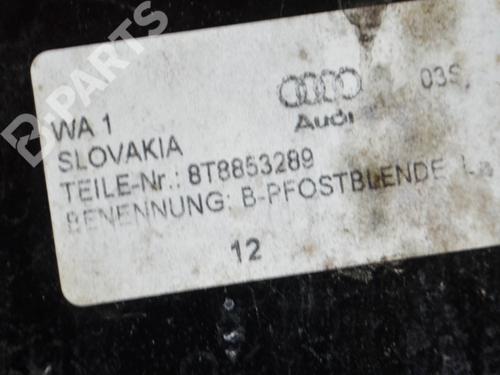 B-PARTS
03S,
Audi
WA 1
SLOVAKIA
TEILE-Nr.: 8T8853289
BENENNUNG: B-PFOSTBLENDE
12